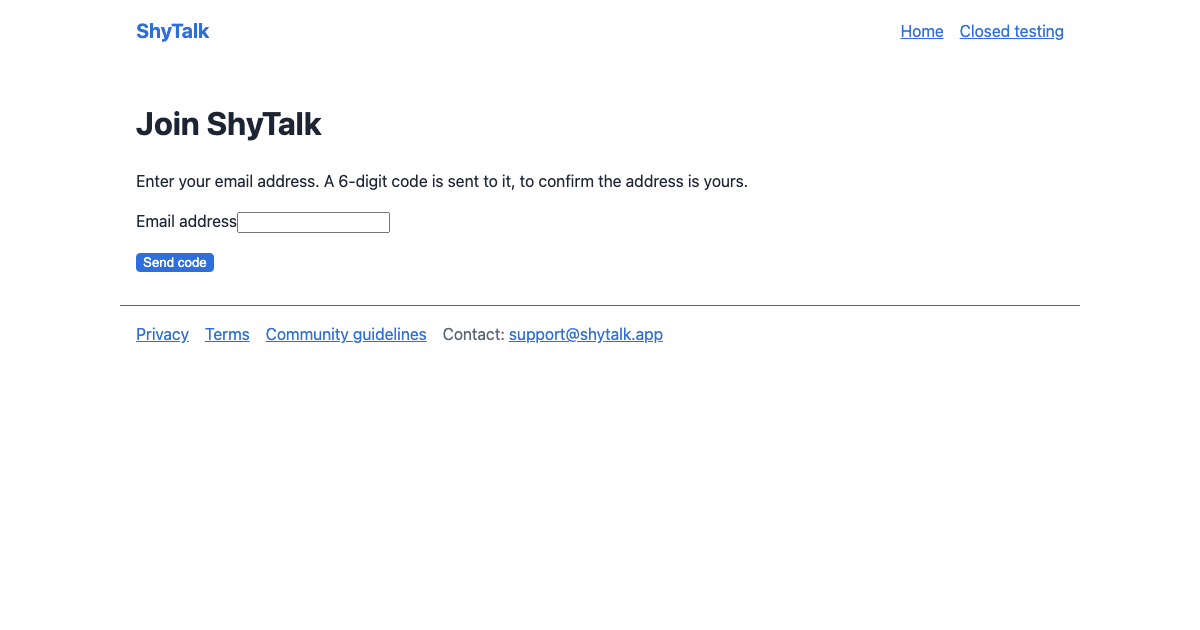 ShyTalk
Home Closed testing
Join ShyTalk
Enter your email address. A 6-digit code is sent to it, to confirm the address is yours.
Email address
Send code
Privacy Terms Community guidelines Contact: support@shytalk.app